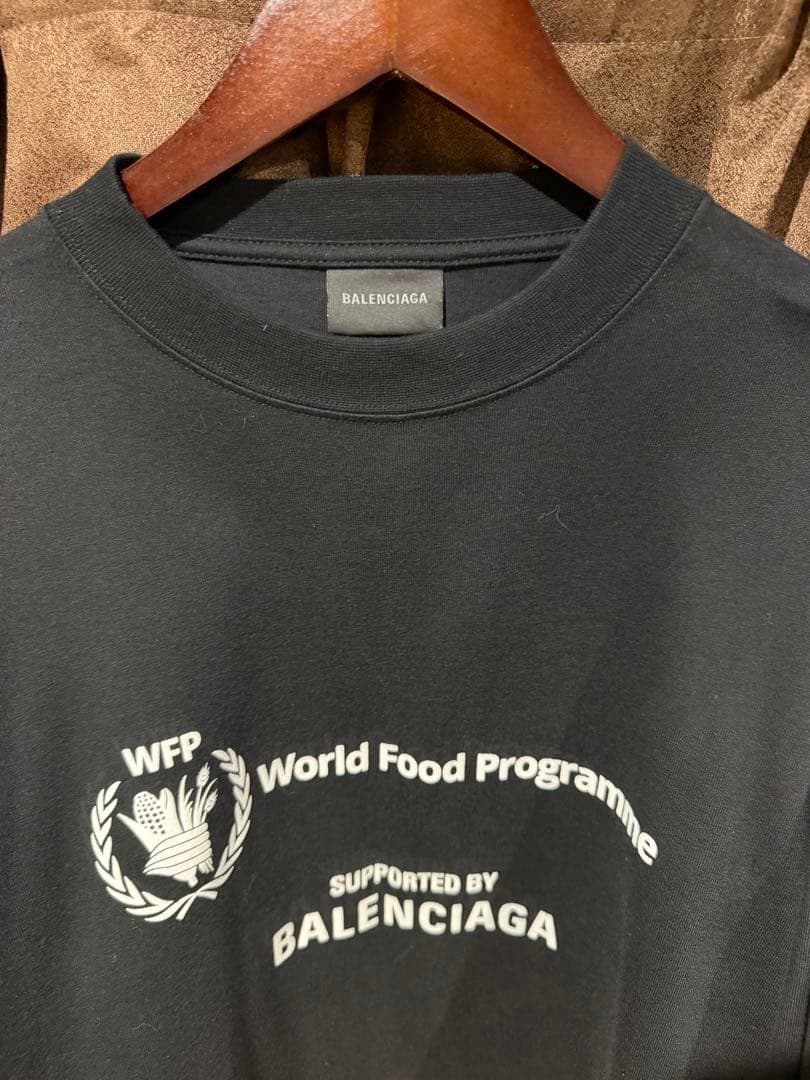 BALENCIAGA
WFP
World Food Programme
SUPPORTED BY
BALENCIAGA